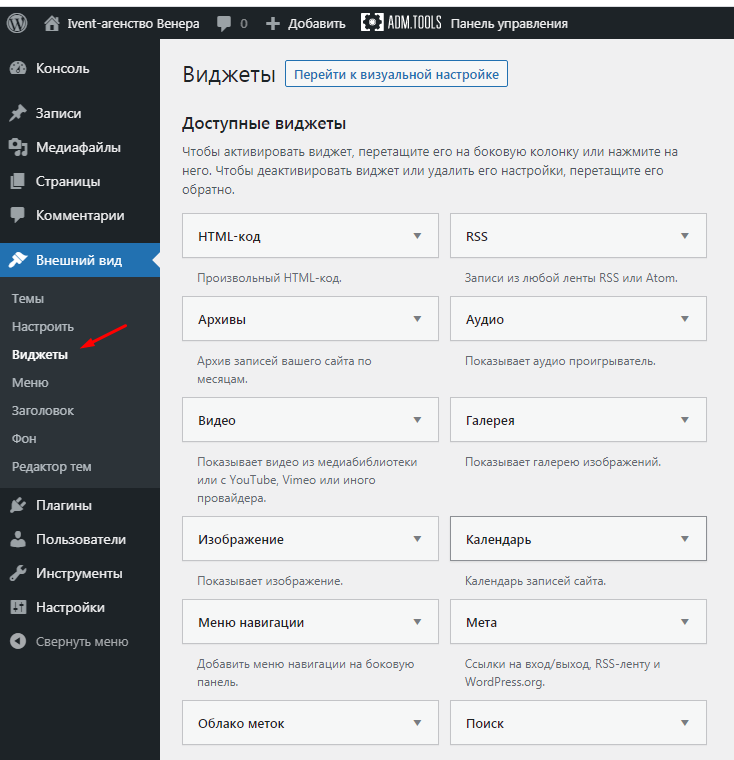 Ivent-агенство Венера 0 Добавить ADM.TOOLS Панель управления
Консоль
Записи
Медиафайлы
Страницы
Комментарии
Внешний вид
Темы
Настроить
Виджеты
Меню
Заголовок
Фон
Редактор тем
Плагины
Пользователи
Инструменты
Настройки
Свернуть меню
Виджеты Перейти к визуальной настройке
Доступные виджеты
Чтобы активировать виджет, перетащите его на боковую колонку или нажмите на
него. Чтобы деактивировать виджет или удалить его настройки, перетащите его
обратно.
HTML-код
Произвольный HTML-код.
RSS
Записи из любой ленты RSS или Atom.
Архивы
Архив записей вашего сайта по
месяцам.
Аудио
Показывает аудио проигрыватель.
Видео
Показывает видео из медиабиблиотеки
или с YouTube, Vimeo или иного
провайдера.
Галерея
Показывает галерею изображений.
Изображение
Показывает изображение.
Календарь
Календарь записей сайта.
Меню навигации
Добавить меню навигации на боковую
панель.
Мета
Ссылки на вход/выход, RSS-ленту и
WordPress.org.
Облако меток
Поиск